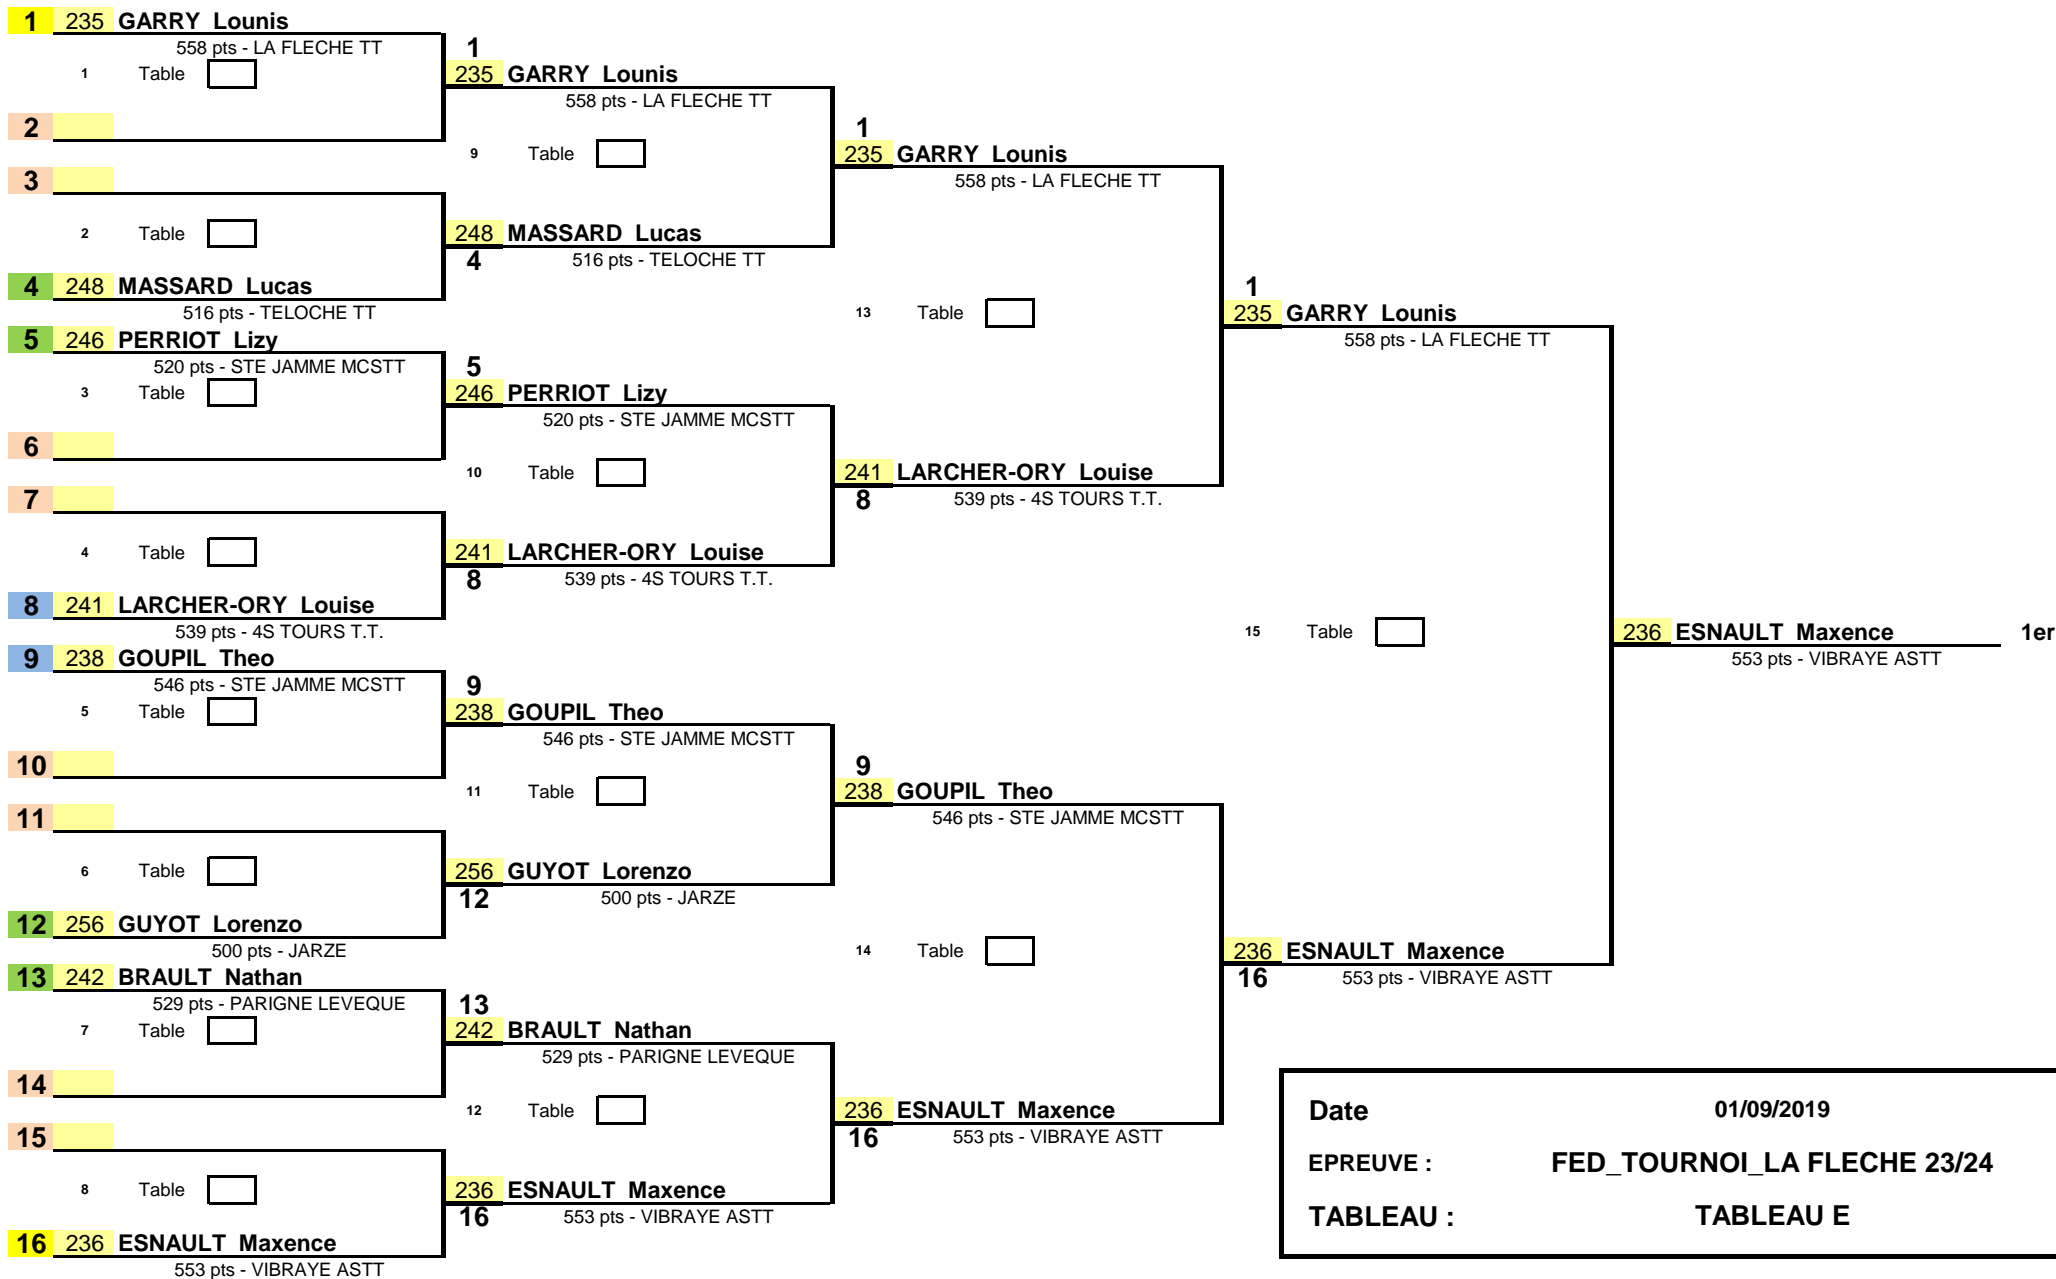 1 235 GARRY Lounis
558 pts - LA FLECHE TT
1 Table
2
3
2 Table
4 248 MASSARD Lucas
516 pts - TELOCHE TT
5 246 PERRIOT Lizy
520 pts - STE JAMME MCSTT
3 Table
6
7
4 Table
8 241 LARCHER-ORY Louise
539 pts - 4S TOURS T.T.
9 238 GOUPIL Theo
546 pts - STE JAMME MCSTT
5 Table
10
11
6 Table
12 256 GUYOT Lorenzo
500 pts - JARZE
13 242 BRAULT Nathan
529 pts - PARIGNE LEVEQUE
7 Table
14
15
8 Table
16 236 ESNAULT Maxence
553 pts - VIBRAYE ASTT
1
235 GARRY Lounis
558 pts - LA FLECHE TT
9 Table
248 MASSARD Lucas
4 516 pts - TELOCHE TT
5
246 PERRIOT Lizy
520 pts - STE JAMME MCSTT
10 Table
241 LARCHER-ORY Louise
8 539 pts - 4S TOURS T.T.
9
238 GOUPIL Theo
546 pts - STE JAMME MCSTT
11 Table
256 GUYOT Lorenzo
12 500 pts - JARZE
13
242 BRAULT Nathan
529 pts - PARIGNE LEVEQUE
12 Table
236 ESNAULT Maxence
16 553 pts - VIBRAYE ASTT
1
235 GARRY Lounis
558 pts - LA FLECHE TT
13 Table
241 LARCHER-ORY Louise
8 539 pts - 4S TOURS T.T.
9
238 GOUPIL Theo
546 pts - STE JAMME MCSTT
14 Table
236 ESNAULT Maxence
16 553 pts - VIBRAYE ASTT
1
235 GARRY Lounis
558 pts - LA FLECHE TT
15 Table
236 ESNAULT Maxence
16 553 pts - VIBRAYE ASTT
236 ESNAULT Maxence 1er
553 pts - VIBRAYE ASTT
Date 01/09/2019
EPREUVE : FED_TOURNOI_LA FLECHE 23/24
TABLEAU : TABLEAU E